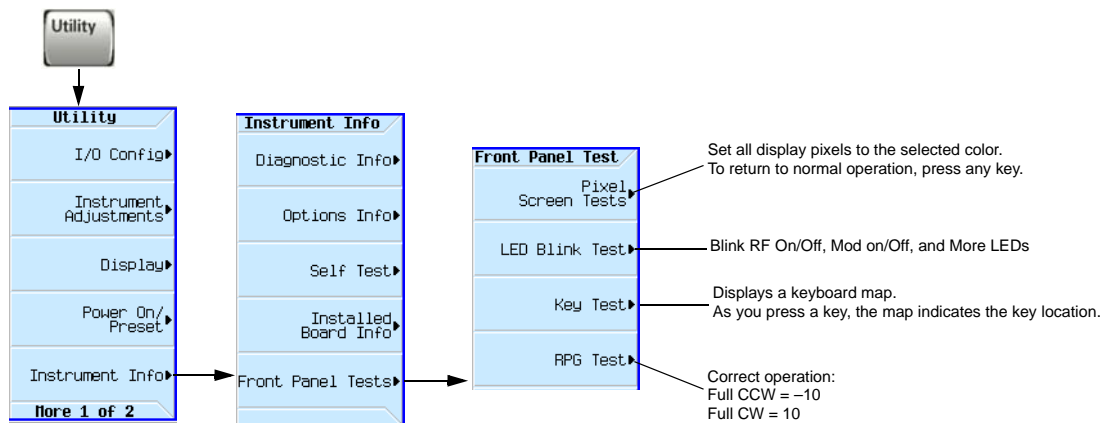 Utility
Utility
I/O Config
Instrument
Adjustments
Display
Power On/
Preset
Instrument Info
More 1 of 2
Instrument Info
Diagnostic Info
Options Info
Self Test
Installed
Board Info
Front Panel Tests
Front Panel Test
Pixel
Screen Tests
LED Blink Test
Key Test
RPG Test
Set all display pixels to the selected color.
To return to normal operation, press any key.
Blink RF On/Off, Mod on/Off, and More LEDs
Displays a keyboard map.
As you press a key, the map indicates the key location.
Correct operation:
Full CCW = –10
Full CW = 10